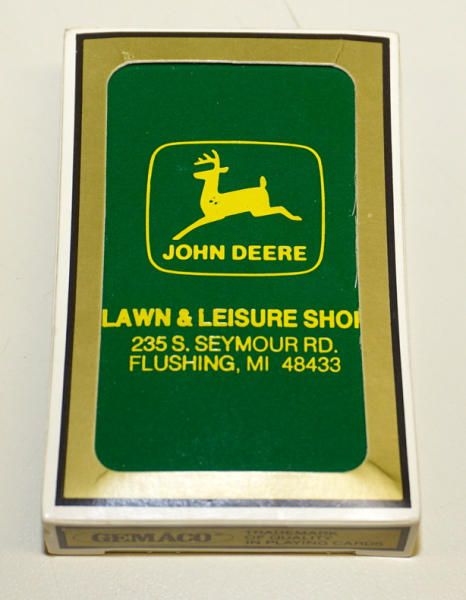 JOHN DEERE
LAWN & LEISURE SHOP
235 S. SEYMOUR RD.
FLUSHING, MI 48433
GEMACO
TRADEMARK
OF QUALITY
IN PLAYING CARDS